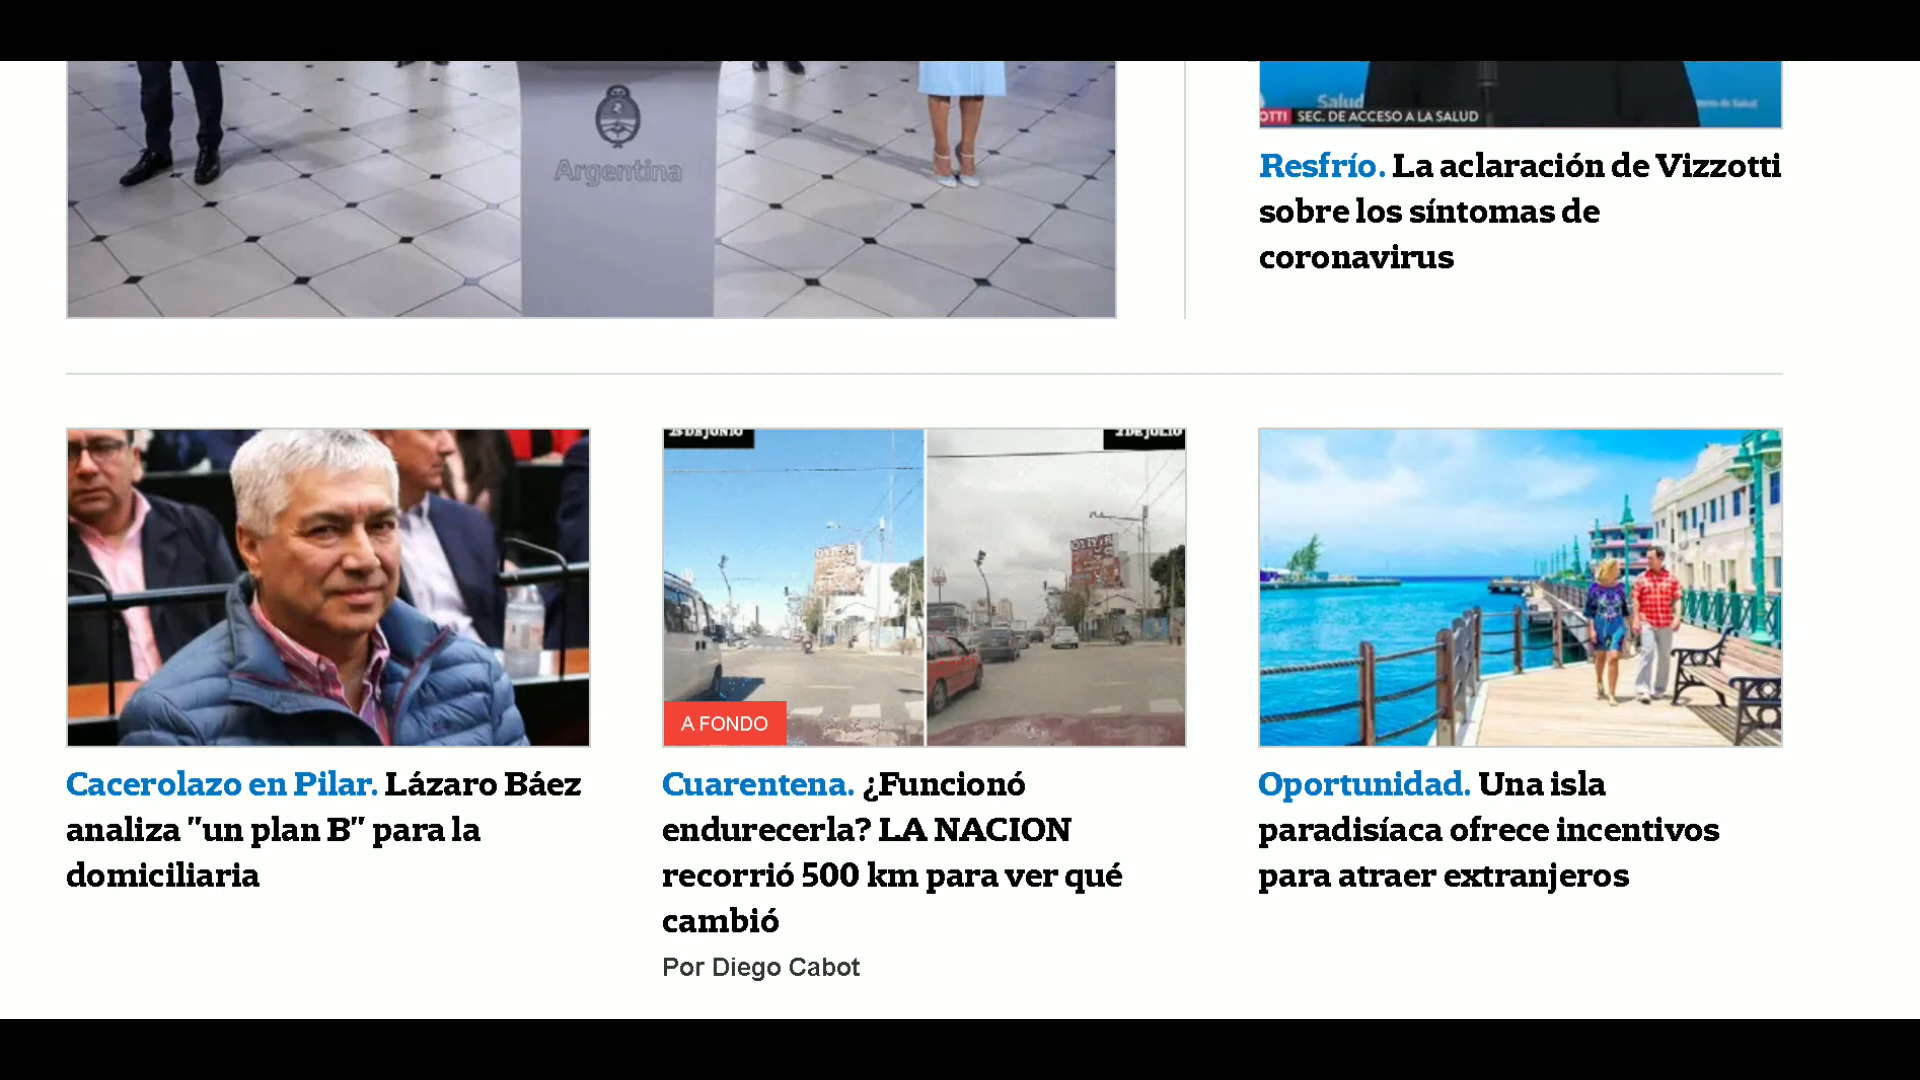 Argentina
Salud
OTTI SEC. DE ACCESO A LA SALUD
Resfrío. La aclaración de Vizzotti
sobre los síntomas de
coronavirus
25 DE JUNIO
2 DE JULIO
A FONDO
Cacerolazo en Pilar. Lázaro Báez
analiza "un plan B" para la
domiciliaria
Cuarentena. ¿Funcionó
endurecerla? LA NACION
recorrió 500 km para ver qué
cambió
Por Diego Cabot
Oportunidad. Una isla
paradisíaca ofrece incentivos
para atraer extranjeros